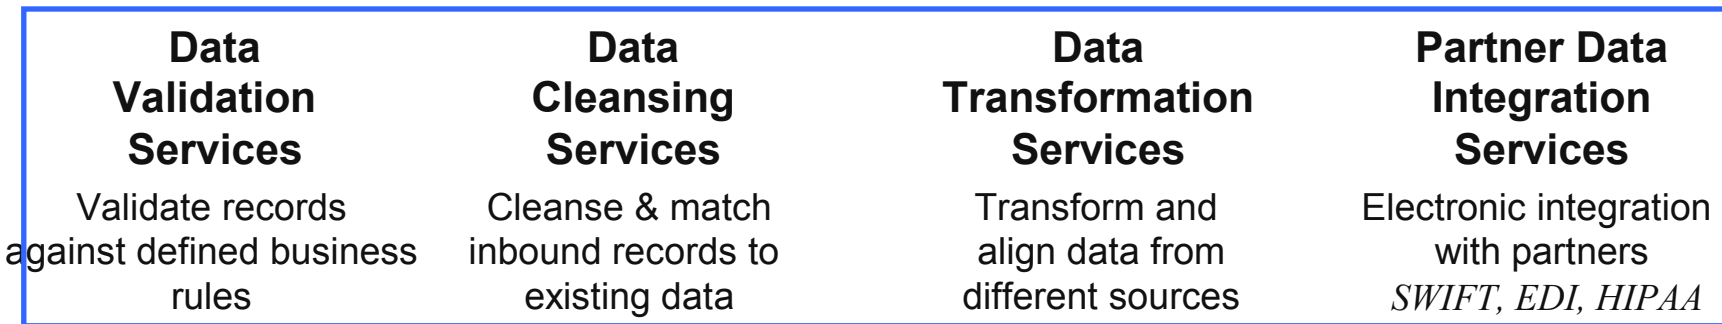 Data
Validation
Services
Validate records
against defined business
rules
Data
Cleansing
Services
Cleanse & match
inbound records to
existing data
Data
Transformation
Services
Transform and
align data from
different sources
Partner Data
Integration
Services
Electronic integration
with partners
SWIFT, EDI, HIPAA